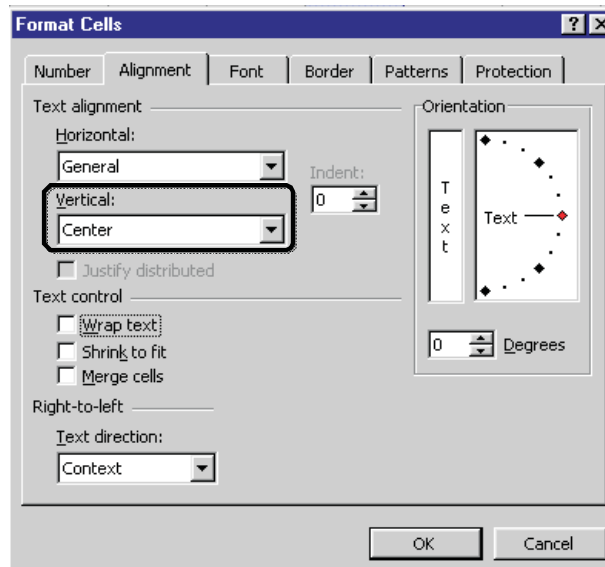 Format Cells
Number Alignment Font Border Patterns Protection
Text alignment
Horizontal:
General
Indent:
0
Vertical:
Center
Justify distributed
Text control
Wrap text
Shrink to fit
Merge cells
Right-to-left
Text direction:
Context
Orientation
Text
Text
0 Degrees
OK Cancel